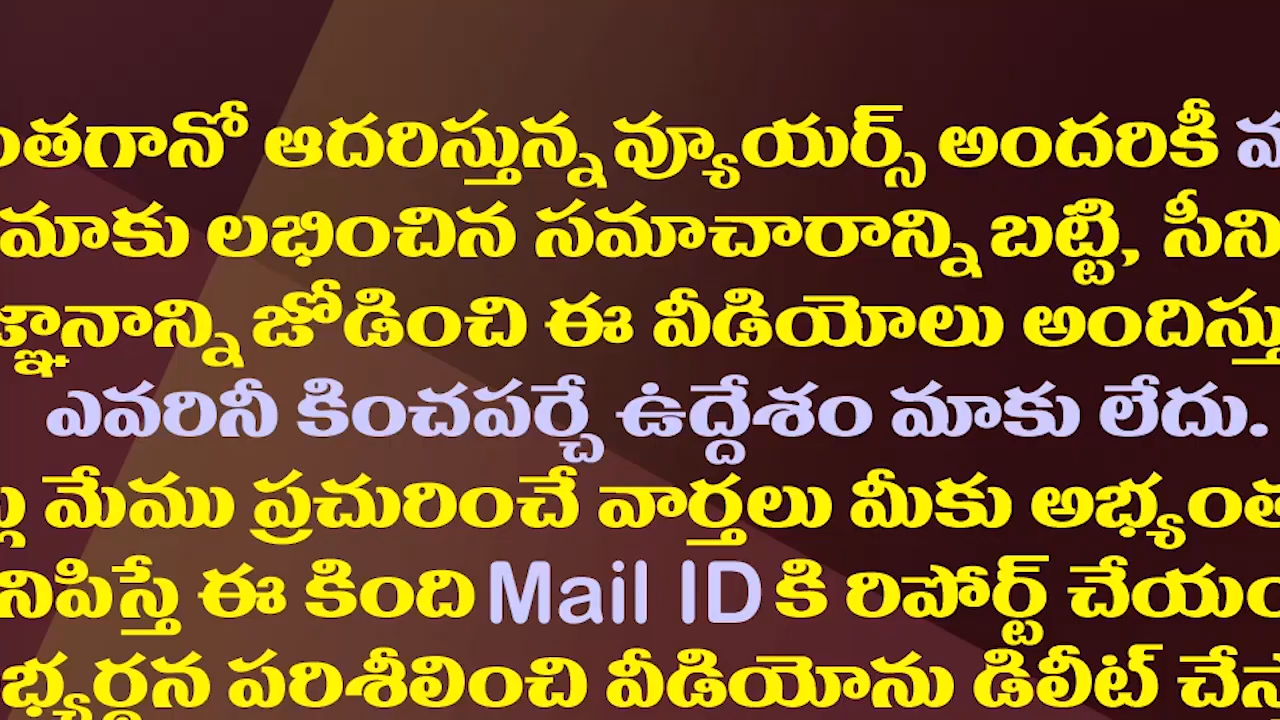 ంతగానో ఆదరిస్తున్న వ్యూయర్స్ అందరికీ
మాకు లభించిన సమాచారాన్ని బట్టి, సీని
జ్ఞానాన్ని జోడించి ఈ వీడియోలు అందిస్తు
ఎవరినీ కించపర్చే ఉద్దేశం మాకు లేదు.
మేము ప్రచురించే వార్తలు మీకు అభ్యంత
నిపిస్తే ఈ కింది Mail ID కి రిపోర్ట్ చేయం
భ్యర్థన పరిశీలించి వీడియోను డిలీట్ చేస